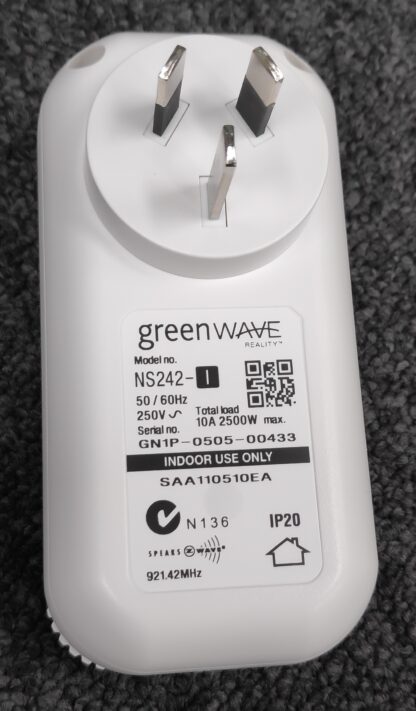 greenWAVE
REALITY™
Model no.
NS242-I
50 / 60Hz
250V ~ Total load
10A 2500W max.
Serial no.
GN1P-0505-00433
INDOOR USE ONLY
SAA110510EA
N136 IP20
SPEAKS Z WAVE®
921.42MHz